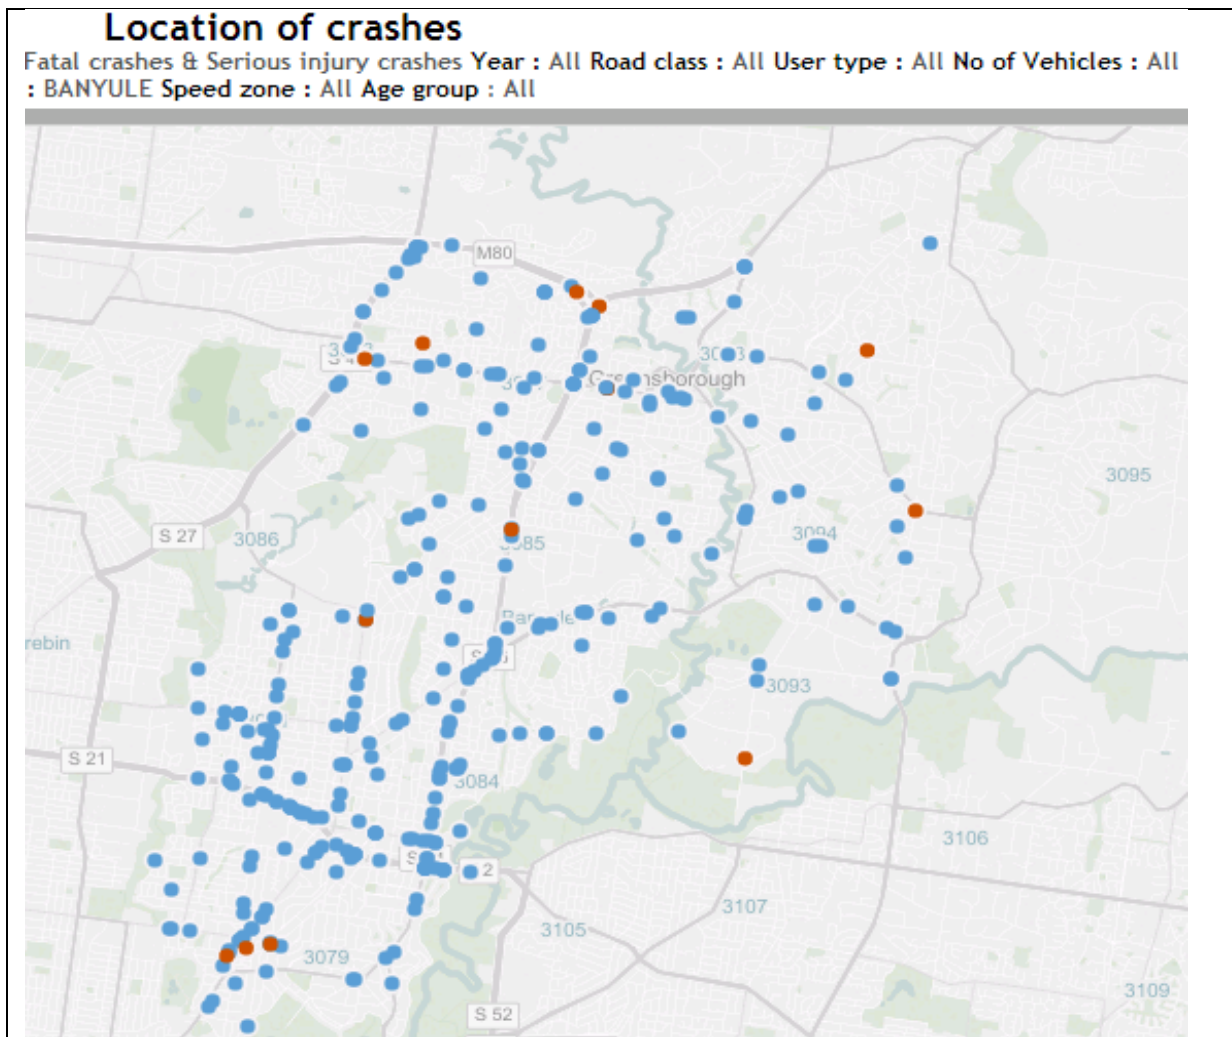 Location of crashes
Fatal crashes & Serious injury crashes Year : All Road class : All User type : All No of Vehicles : All
: BANYULE Speed zone : All Age group : All
M80
Greensborough
3095
S 27
3086
3094
3085
rebin
3093
S 21
3084
3106
2
3107
3105
3079
3109
S 52